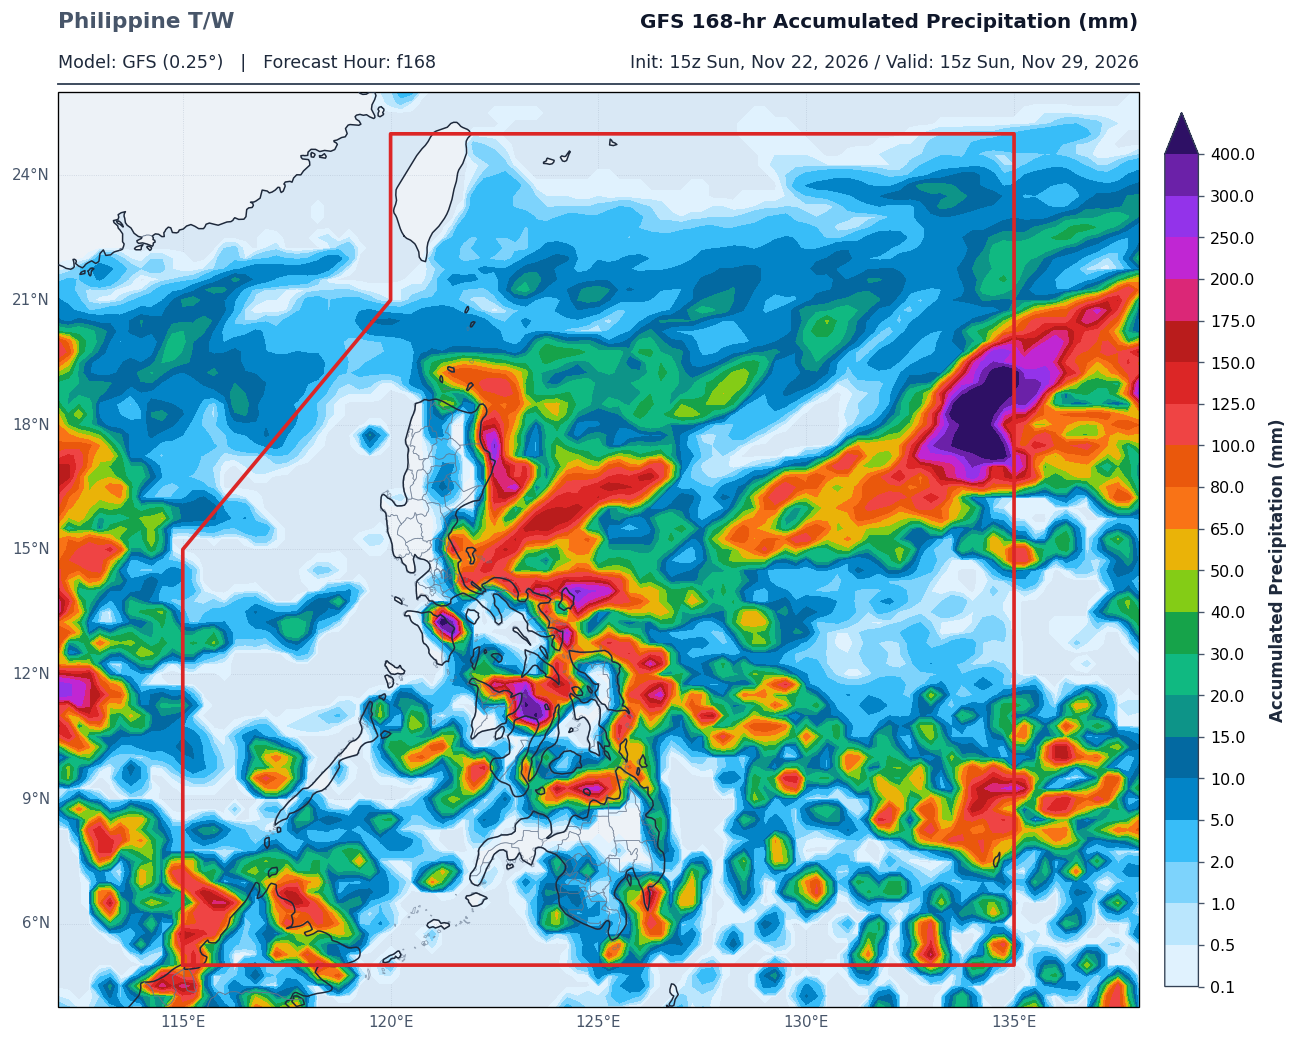 Philippine T/W
GFS 168-hr Accumulated Precipitation (mm)
Model: GFS (0.25°)   |   Forecast Hour: f168
Init: 15z Sun, Nov 22, 2026 / Valid: 15z Sun, Nov 29, 2026
24°N
21°N
18°N
15°N
12°N
9°N
6°N
115°E
120°E
125°E
130°E
135°E
400.0
300.0
250.0
200.0
175.0
150.0
125.0
100.0
80.0
65.0
50.0
40.0
30.0
20.0
15.0
10.0
5.0
2.0
1.0
0.5
0.1
Accumulated Precipitation (mm)